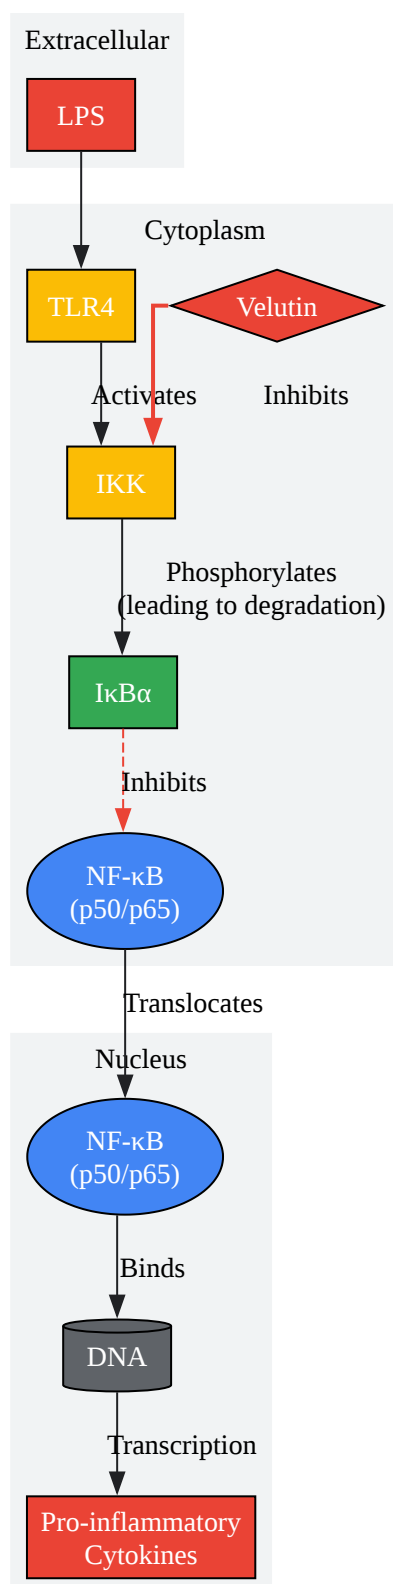 Extracellular
LPS
Cytoplasm
TLR4
Velutin
Activates
Inhibits
IKK
Phosphorylates
(leading to degradation)
IκBα
Inhibits
NF-κB
(p50/p65)
Translocates
Nucleus
NF-κB
(p50/p65)
Binds
DNA
Transcription
Pro-inflammatory
Cytokines